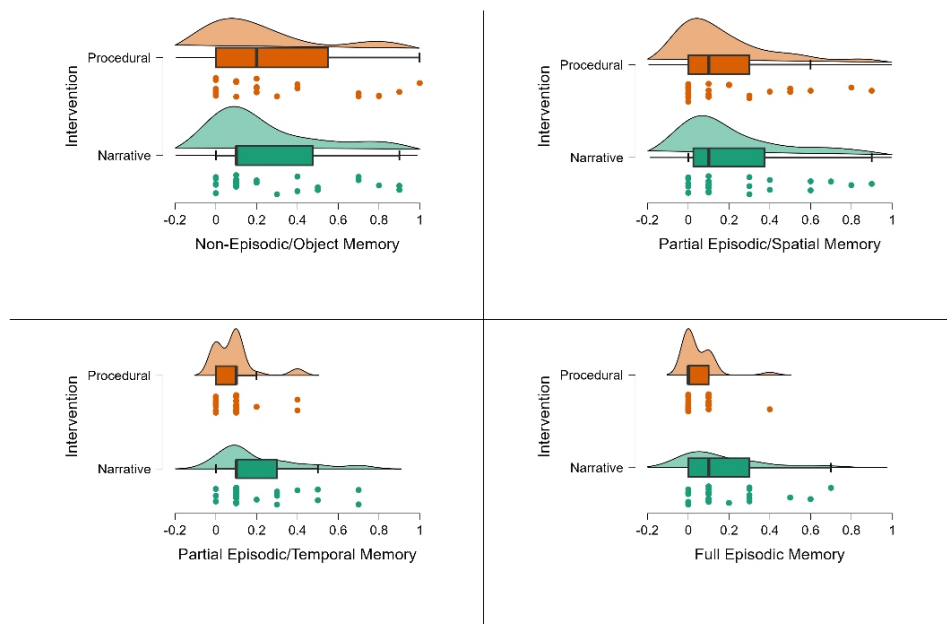 Intervention
Procedural
Narrative
-0.2 0 0.2 0.4 0.6 0.8 1
Non-Episodic/Object Memory
Intervention
Procedural
Narrative
-0.2 0 0.2 0.4 0.6 0.8 1
Partial Episodic/Spatial Memory
Intervention
Procedural
Narrative
-0.2 0 0.2 0.4 0.6 0.8 1
Partial Episodic/Temporal Memory
Intervention
Procedural
Narrative
-0.2 0 0.2 0.4 0.6 0.8 1
Full Episodic Memory